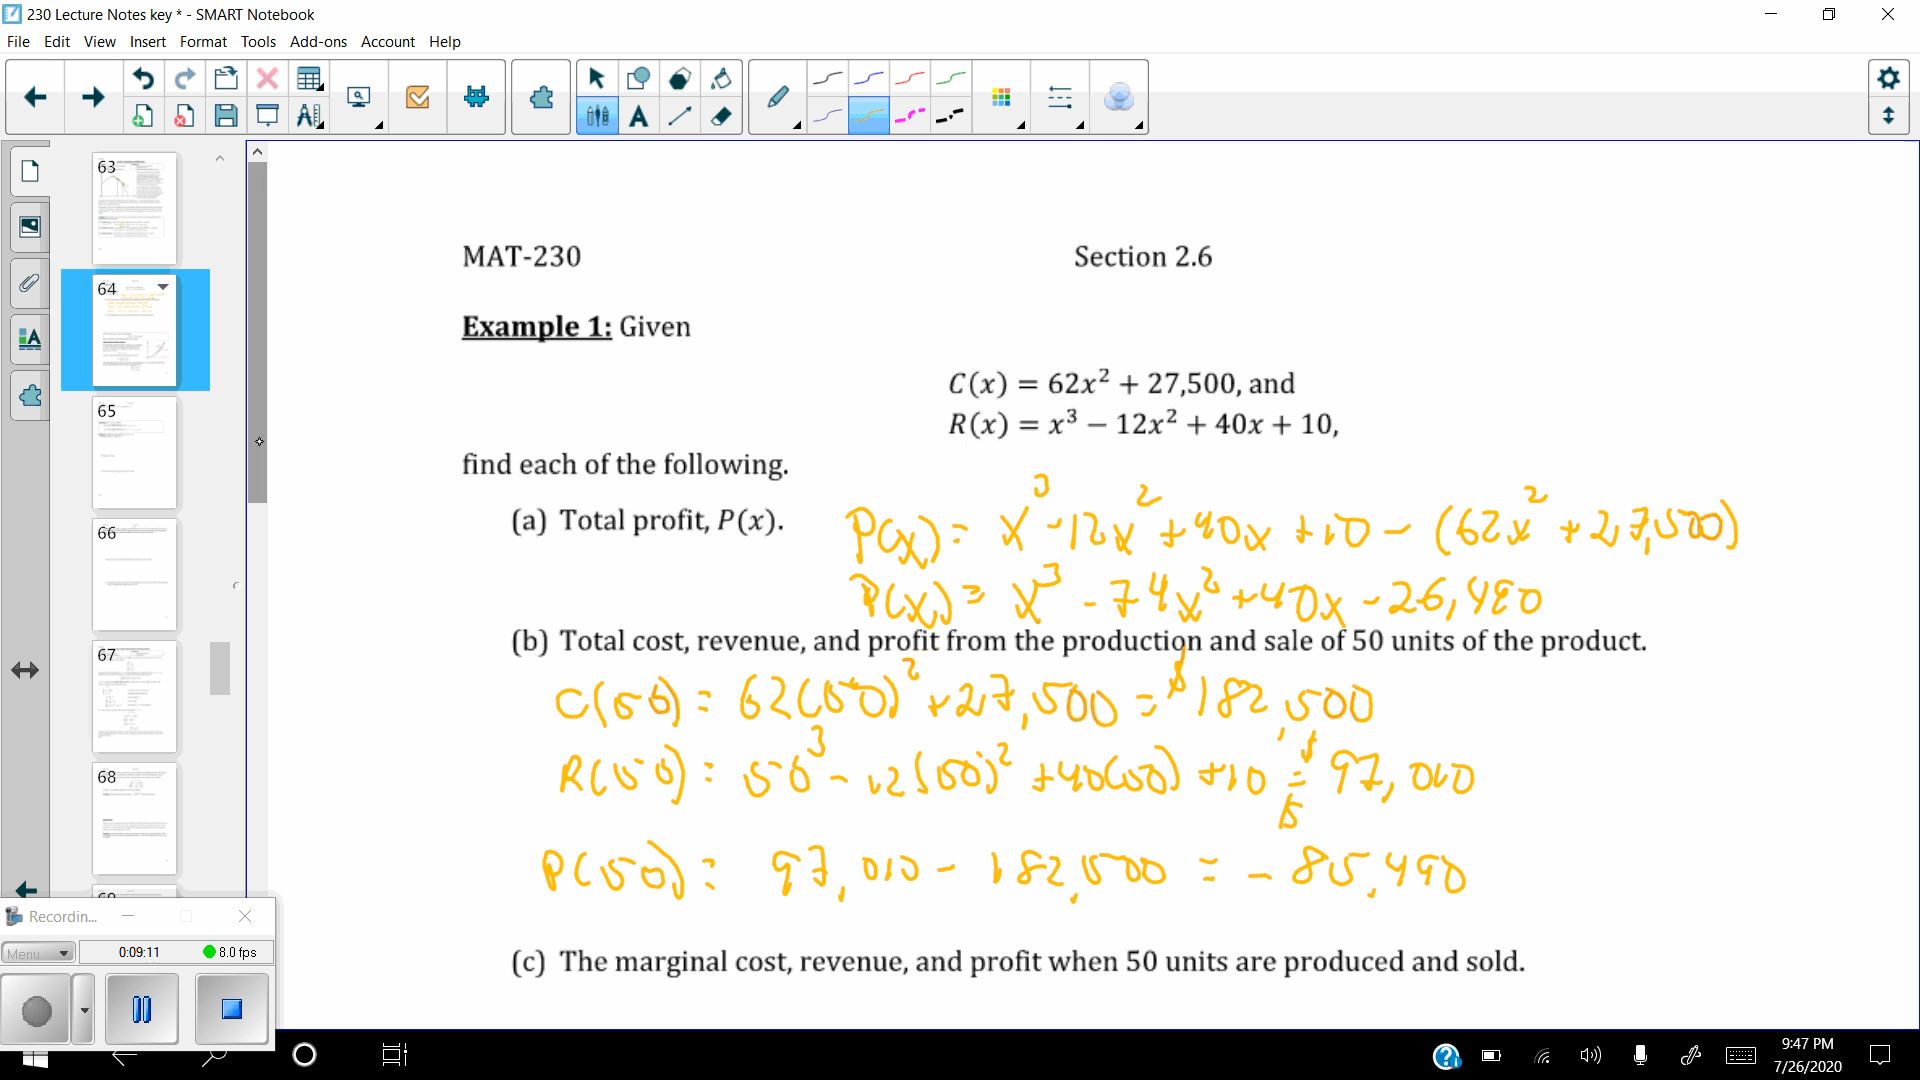 230 Lecture Notes key * - SMART Notebook
File Edit View Insert Format Tools Add-ons Account Help
63
64
65
66
67
68
MAT-230 Section 2.6
Example 1: Given
C(x) = 62x² + 27,500, and
R(x) = x³ − 12x² + 40x + 10,
find each of the following.
(a) Total profit, P(x). P(x) = x³ - 12x² + 40x + 10 - (62x² + 27,500)
P(x) = x³ - 74x² + 40x - 26,490
(b) Total cost, revenue, and profit from the production and sale of 50 units of the product.
C(50) = 62(50)² + 27,500 = $182,500
R(50) = 50³ - 12(50)² + 40(50) + 10 = $97,010
P(50) = 97,010 - 182,500 = -85,490
(c) The marginal cost, revenue, and profit when 50 units are produced and sold.
Recordin...
Menu 0:09:11 8.0 fps
9:47 PM
7/26/2020